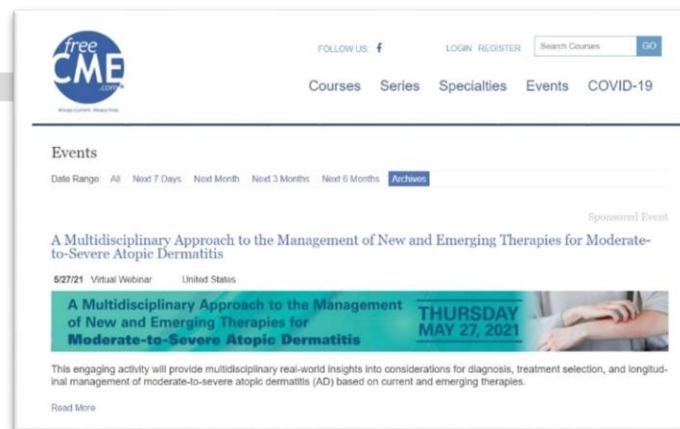 free
CME
.com
Always Current. Always Free.
FOLLOW US:
LOGIN REGISTER
Search Courses
GO
Courses Series Specialties Events COVID-19
Events
Date Range: All Next 7 Days Next Month Next 3 Months Next 6 Months Archives
Sponsored Event
A Multidisciplinary Approach to the Management of New and Emerging Therapies for Moderate-
to-Severe Atopic Dermatitis
5/27/21 Virtual Webinar United States
A Multidisciplinary Approach to the Management
of New and Emerging Therapies for
Moderate-to-Severe Atopic Dermatitis
THURSDAY
MAY 27, 2021
This engaging activity will provide multidisciplinary real-world insights into considerations for diagnosis, treatment selection, and longitud-
inal management of moderate-to-severe atopic dermatitis (AD) based on current and emerging therapies.
Read More